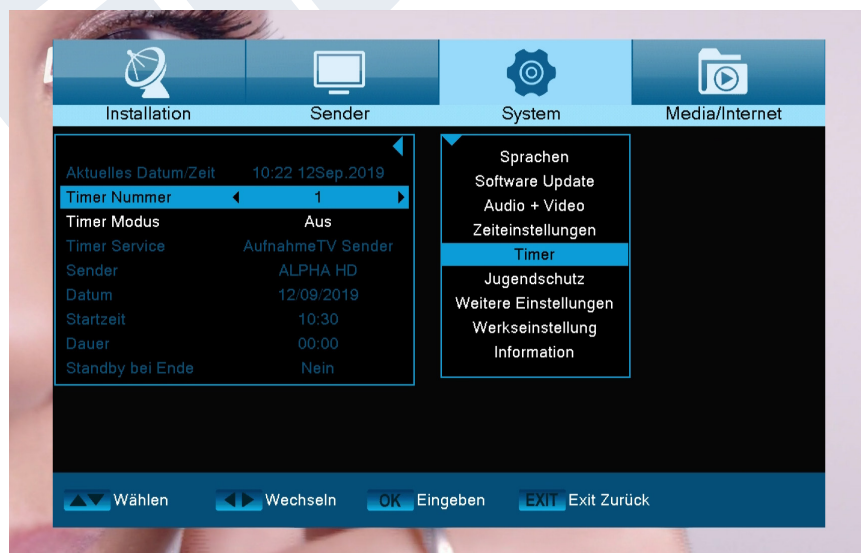 Installation Sender System Media/Internet
Aktuelles Datum/Zeit 10:22 12Sep.2019
Timer Nummer 1
Timer Modus Aus
Timer Service AufnahmeTV Sender
Sender ALPHA HD
Datum 12/09/2019
Startzeit 10:30
Dauer 00:00
Standby bei Ende Nein
Sprachen
Software Update
Audio + Video
Zeiteinstellungen
Timer
Jugendschutz
Weitere Einstellungen
Werkseinstellung
Information
Wählen Wechseln OK Eingeben EXIT Exit Zurück